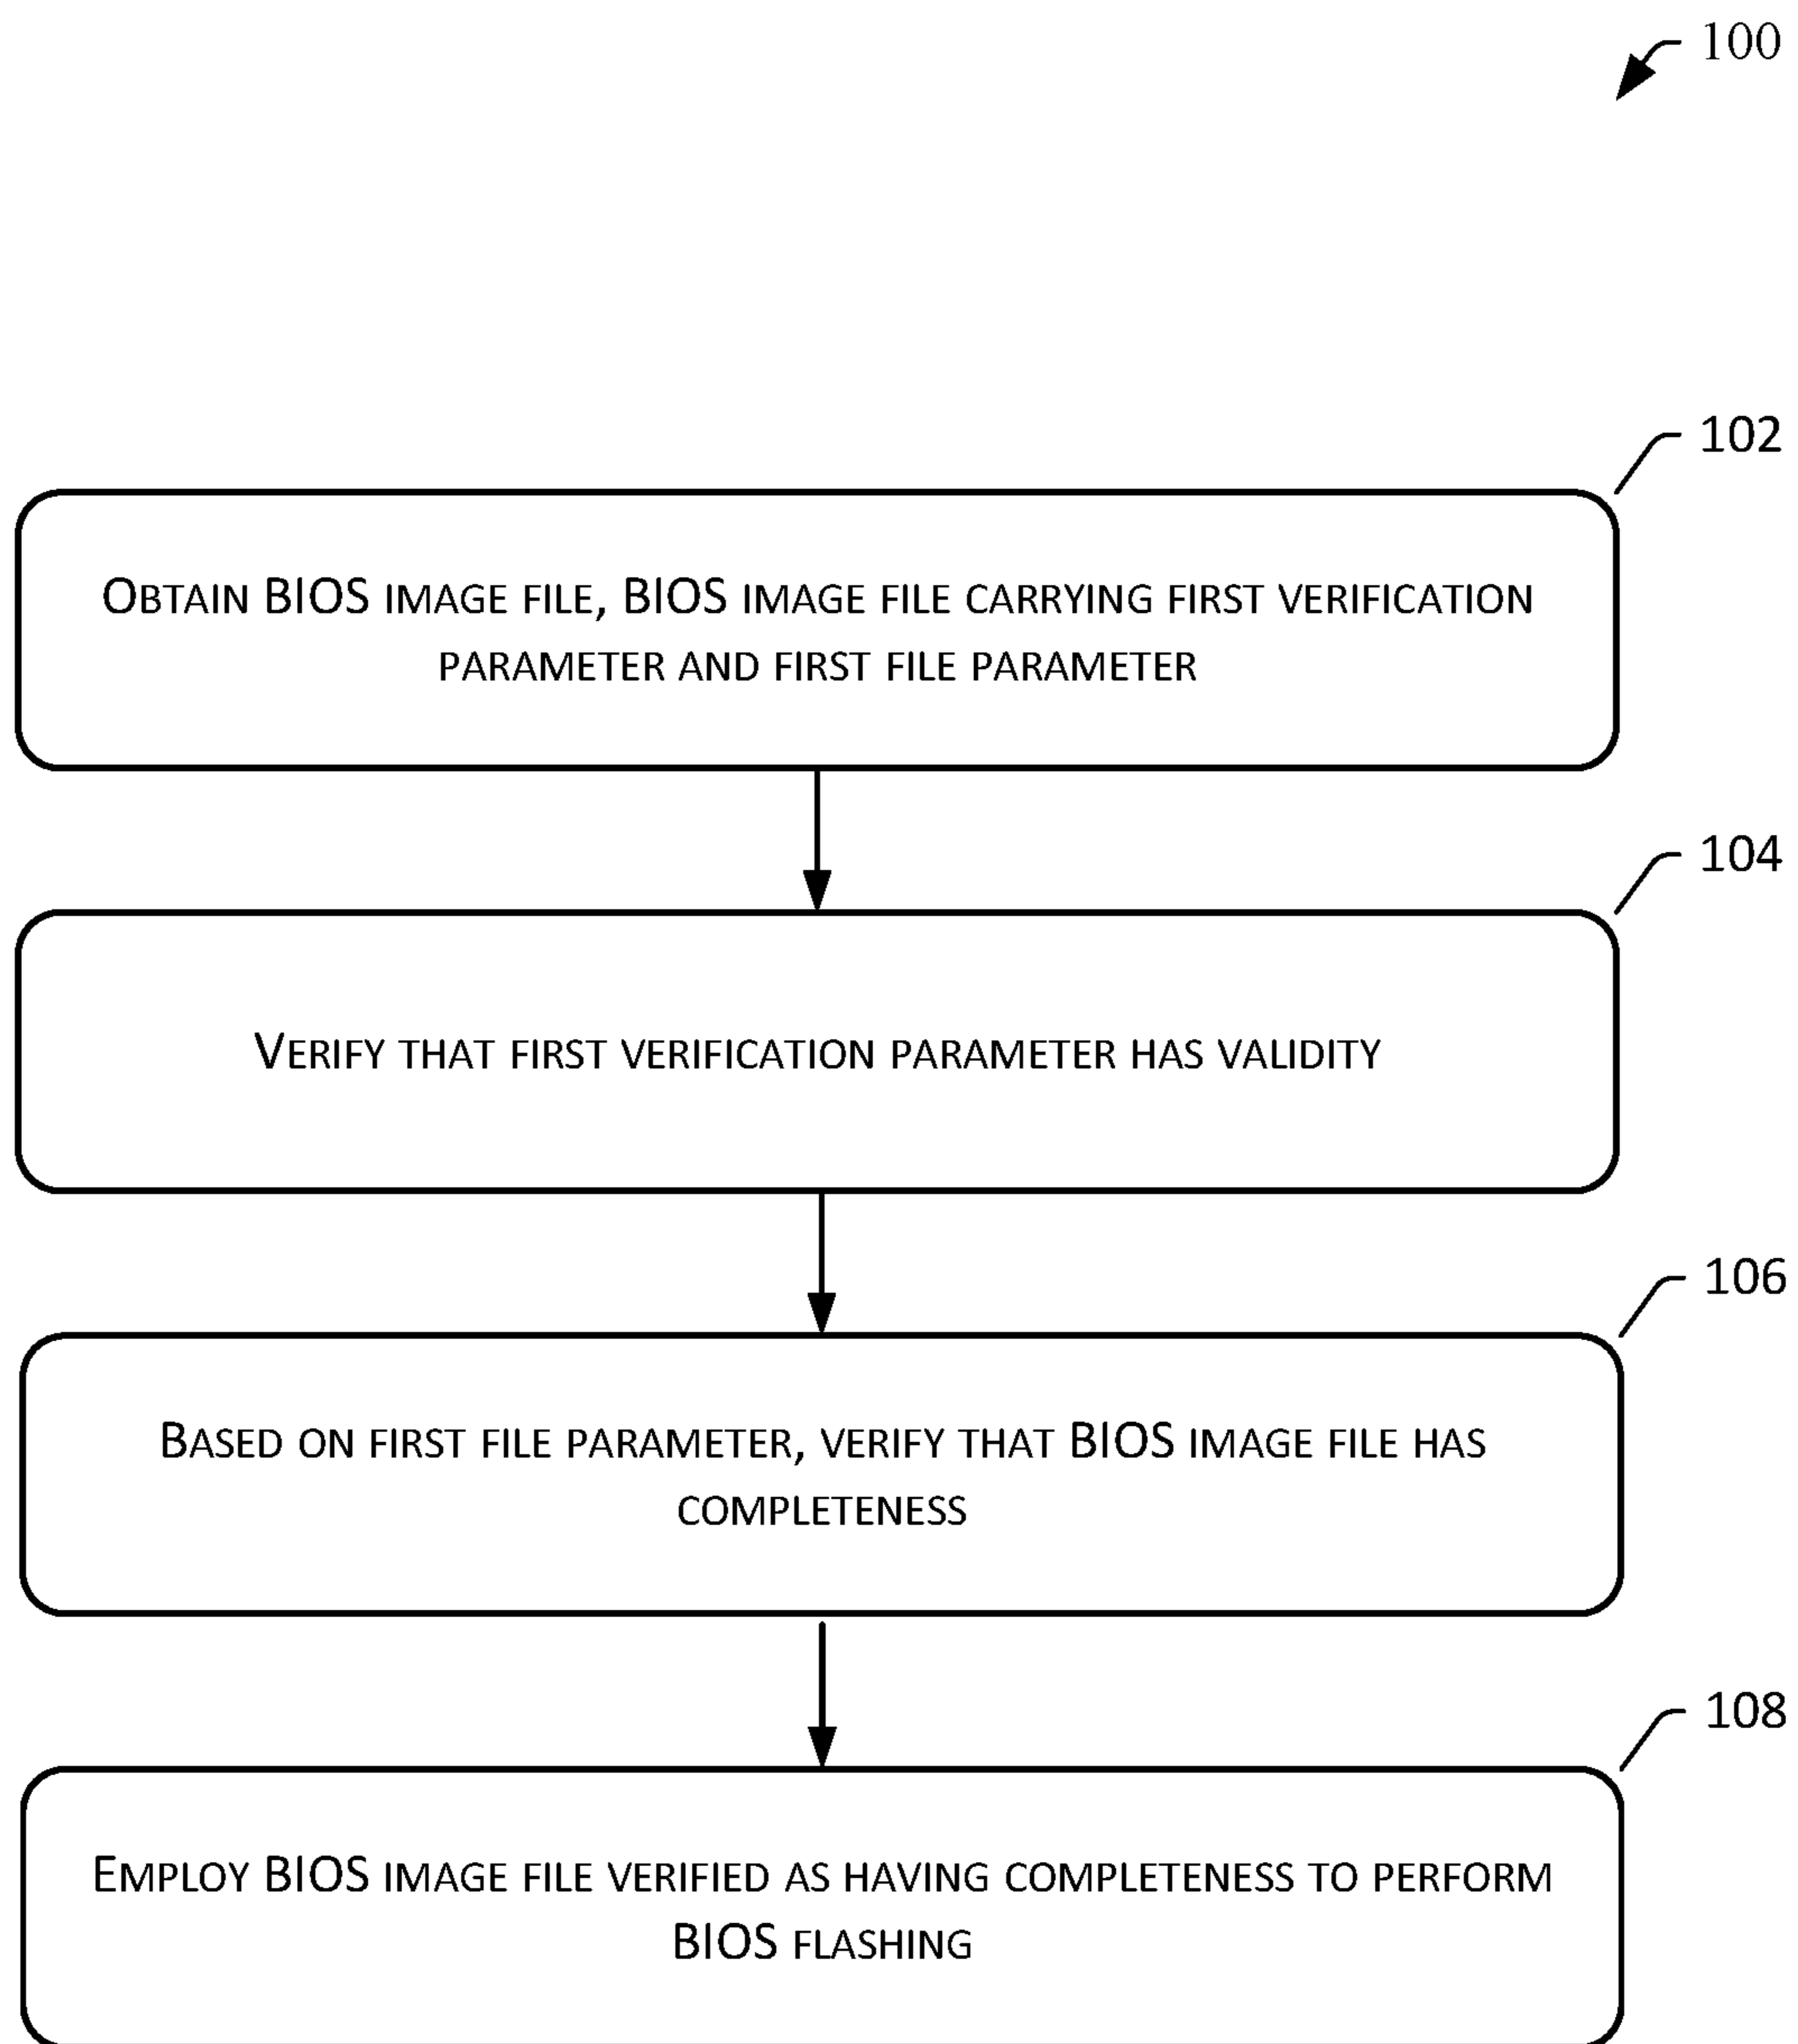 100
102
Obtain BIOS image file, BIOS image file carrying first verification
parameter and first file parameter
104
Verify that first verification parameter has validity
106
Based on first file parameter, verify that BIOS image file has
completeness
108
Employ BIOS image file verified as having completeness to perform
BIOS flashing